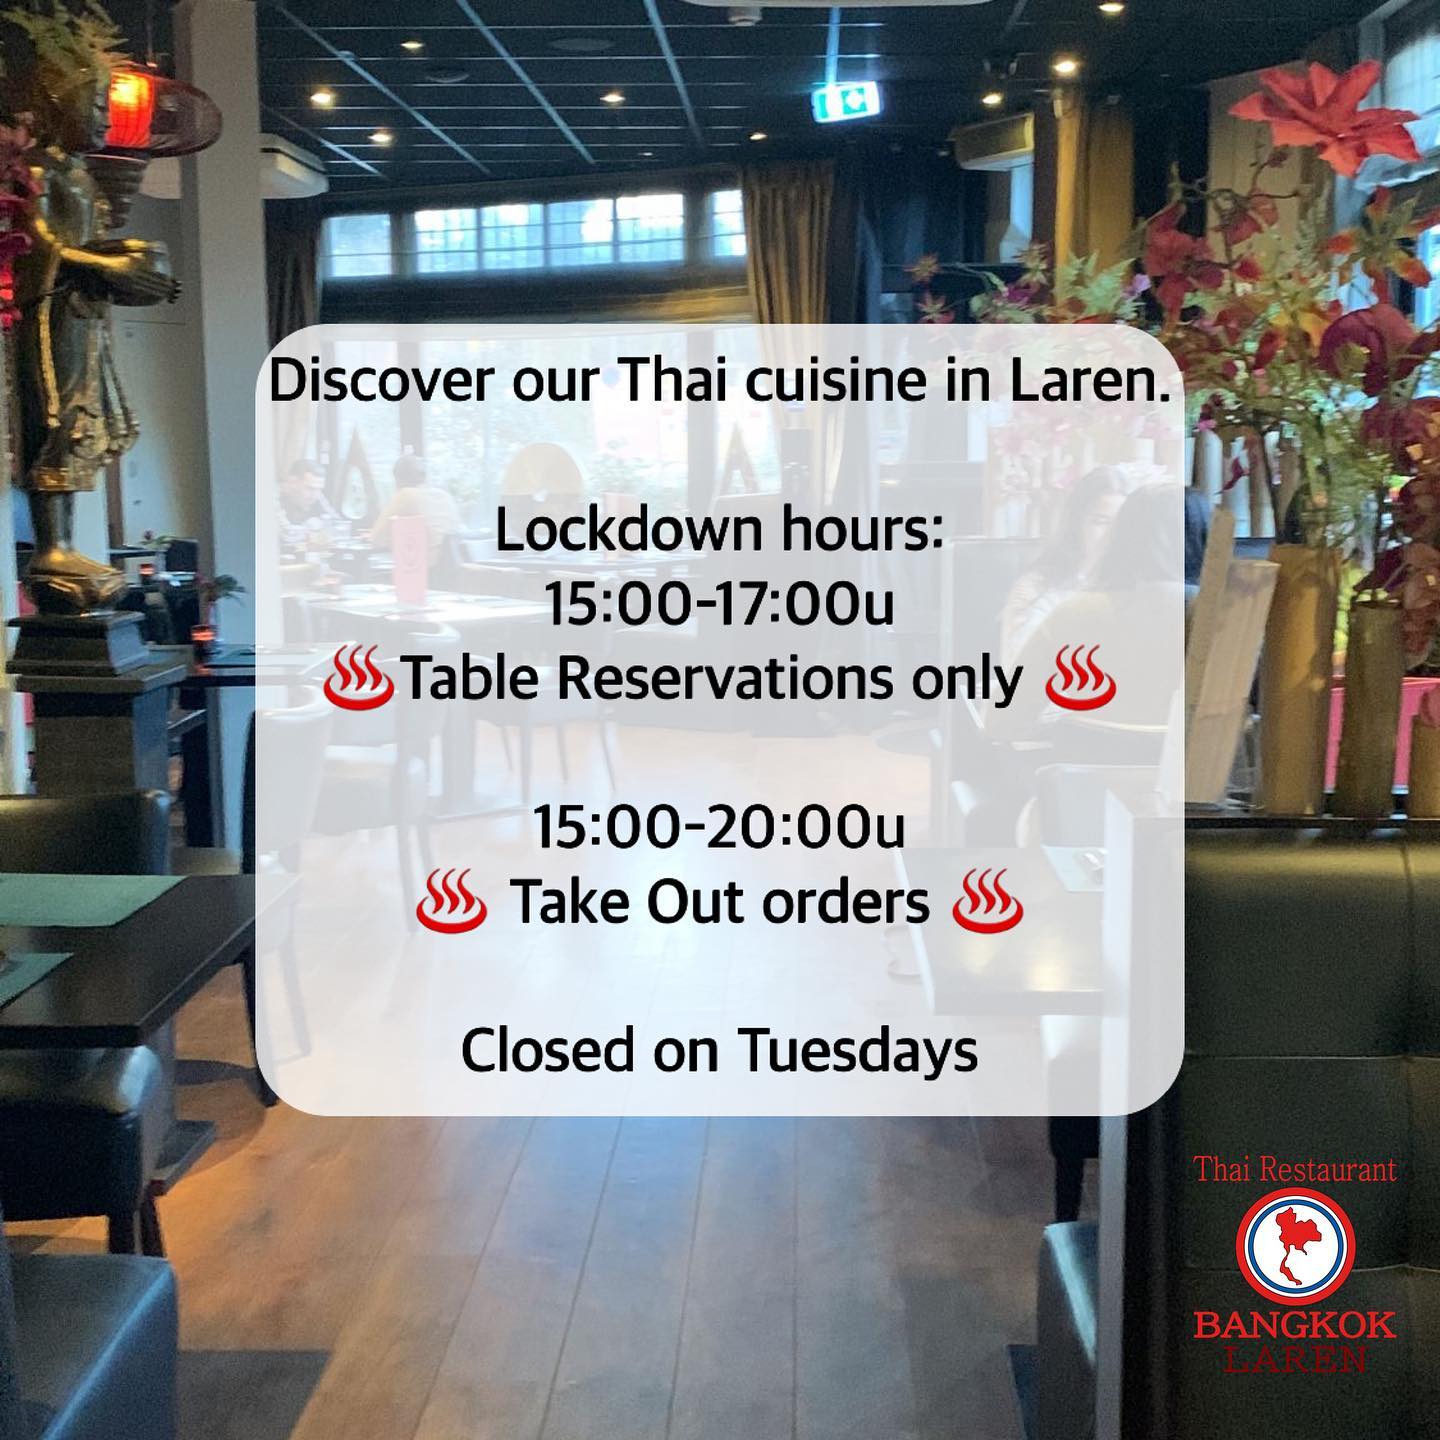 Discover our Thai cuisine in Laren.
Lockdown hours:
15:00-17:00u
♨Table Reservations only ♨
15:00-20:00u
♨ Take Out orders ♨
Closed on Tuesdays
Thai Restaurant
BANGKOK
LAREN